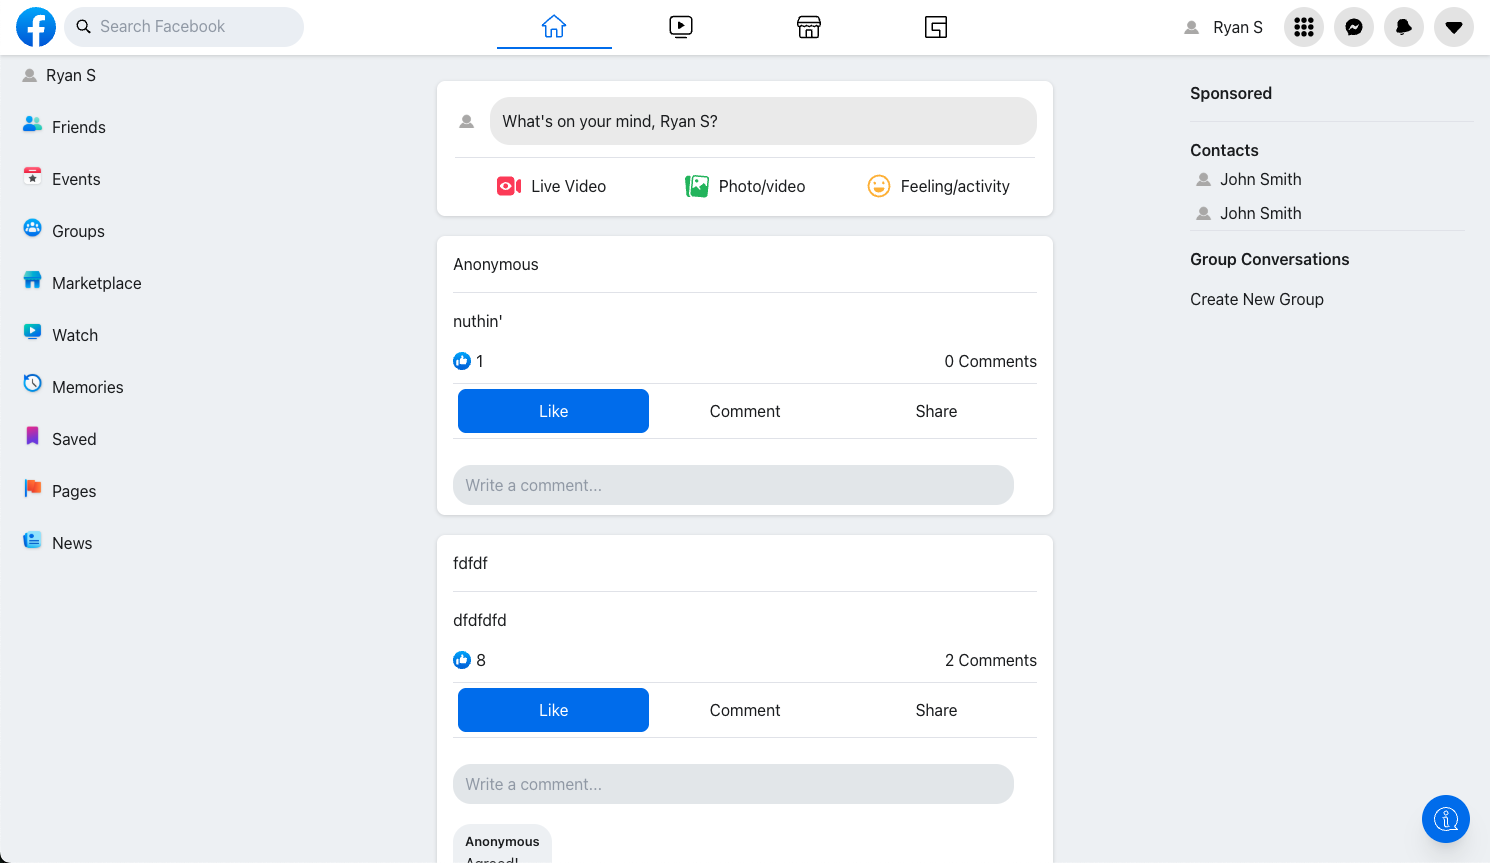 Search Facebook
Ryan S
Ryan S
Friends
Events
Groups
Marketplace
Watch
Memories
Saved
Pages
News
What's on your mind, Ryan S?
Live Video
Photo/video
Feeling/activity
Anonymous
nuthin'
1
0 Comments
Like
Comment
Share
Write a comment...
fdfdf
dfdfdfd
8
2 Comments
Like
Comment
Share
Write a comment...
Anonymous
Agreed!
Sponsored
Contacts
John Smith
John Smith
Group Conversations
Create New Group